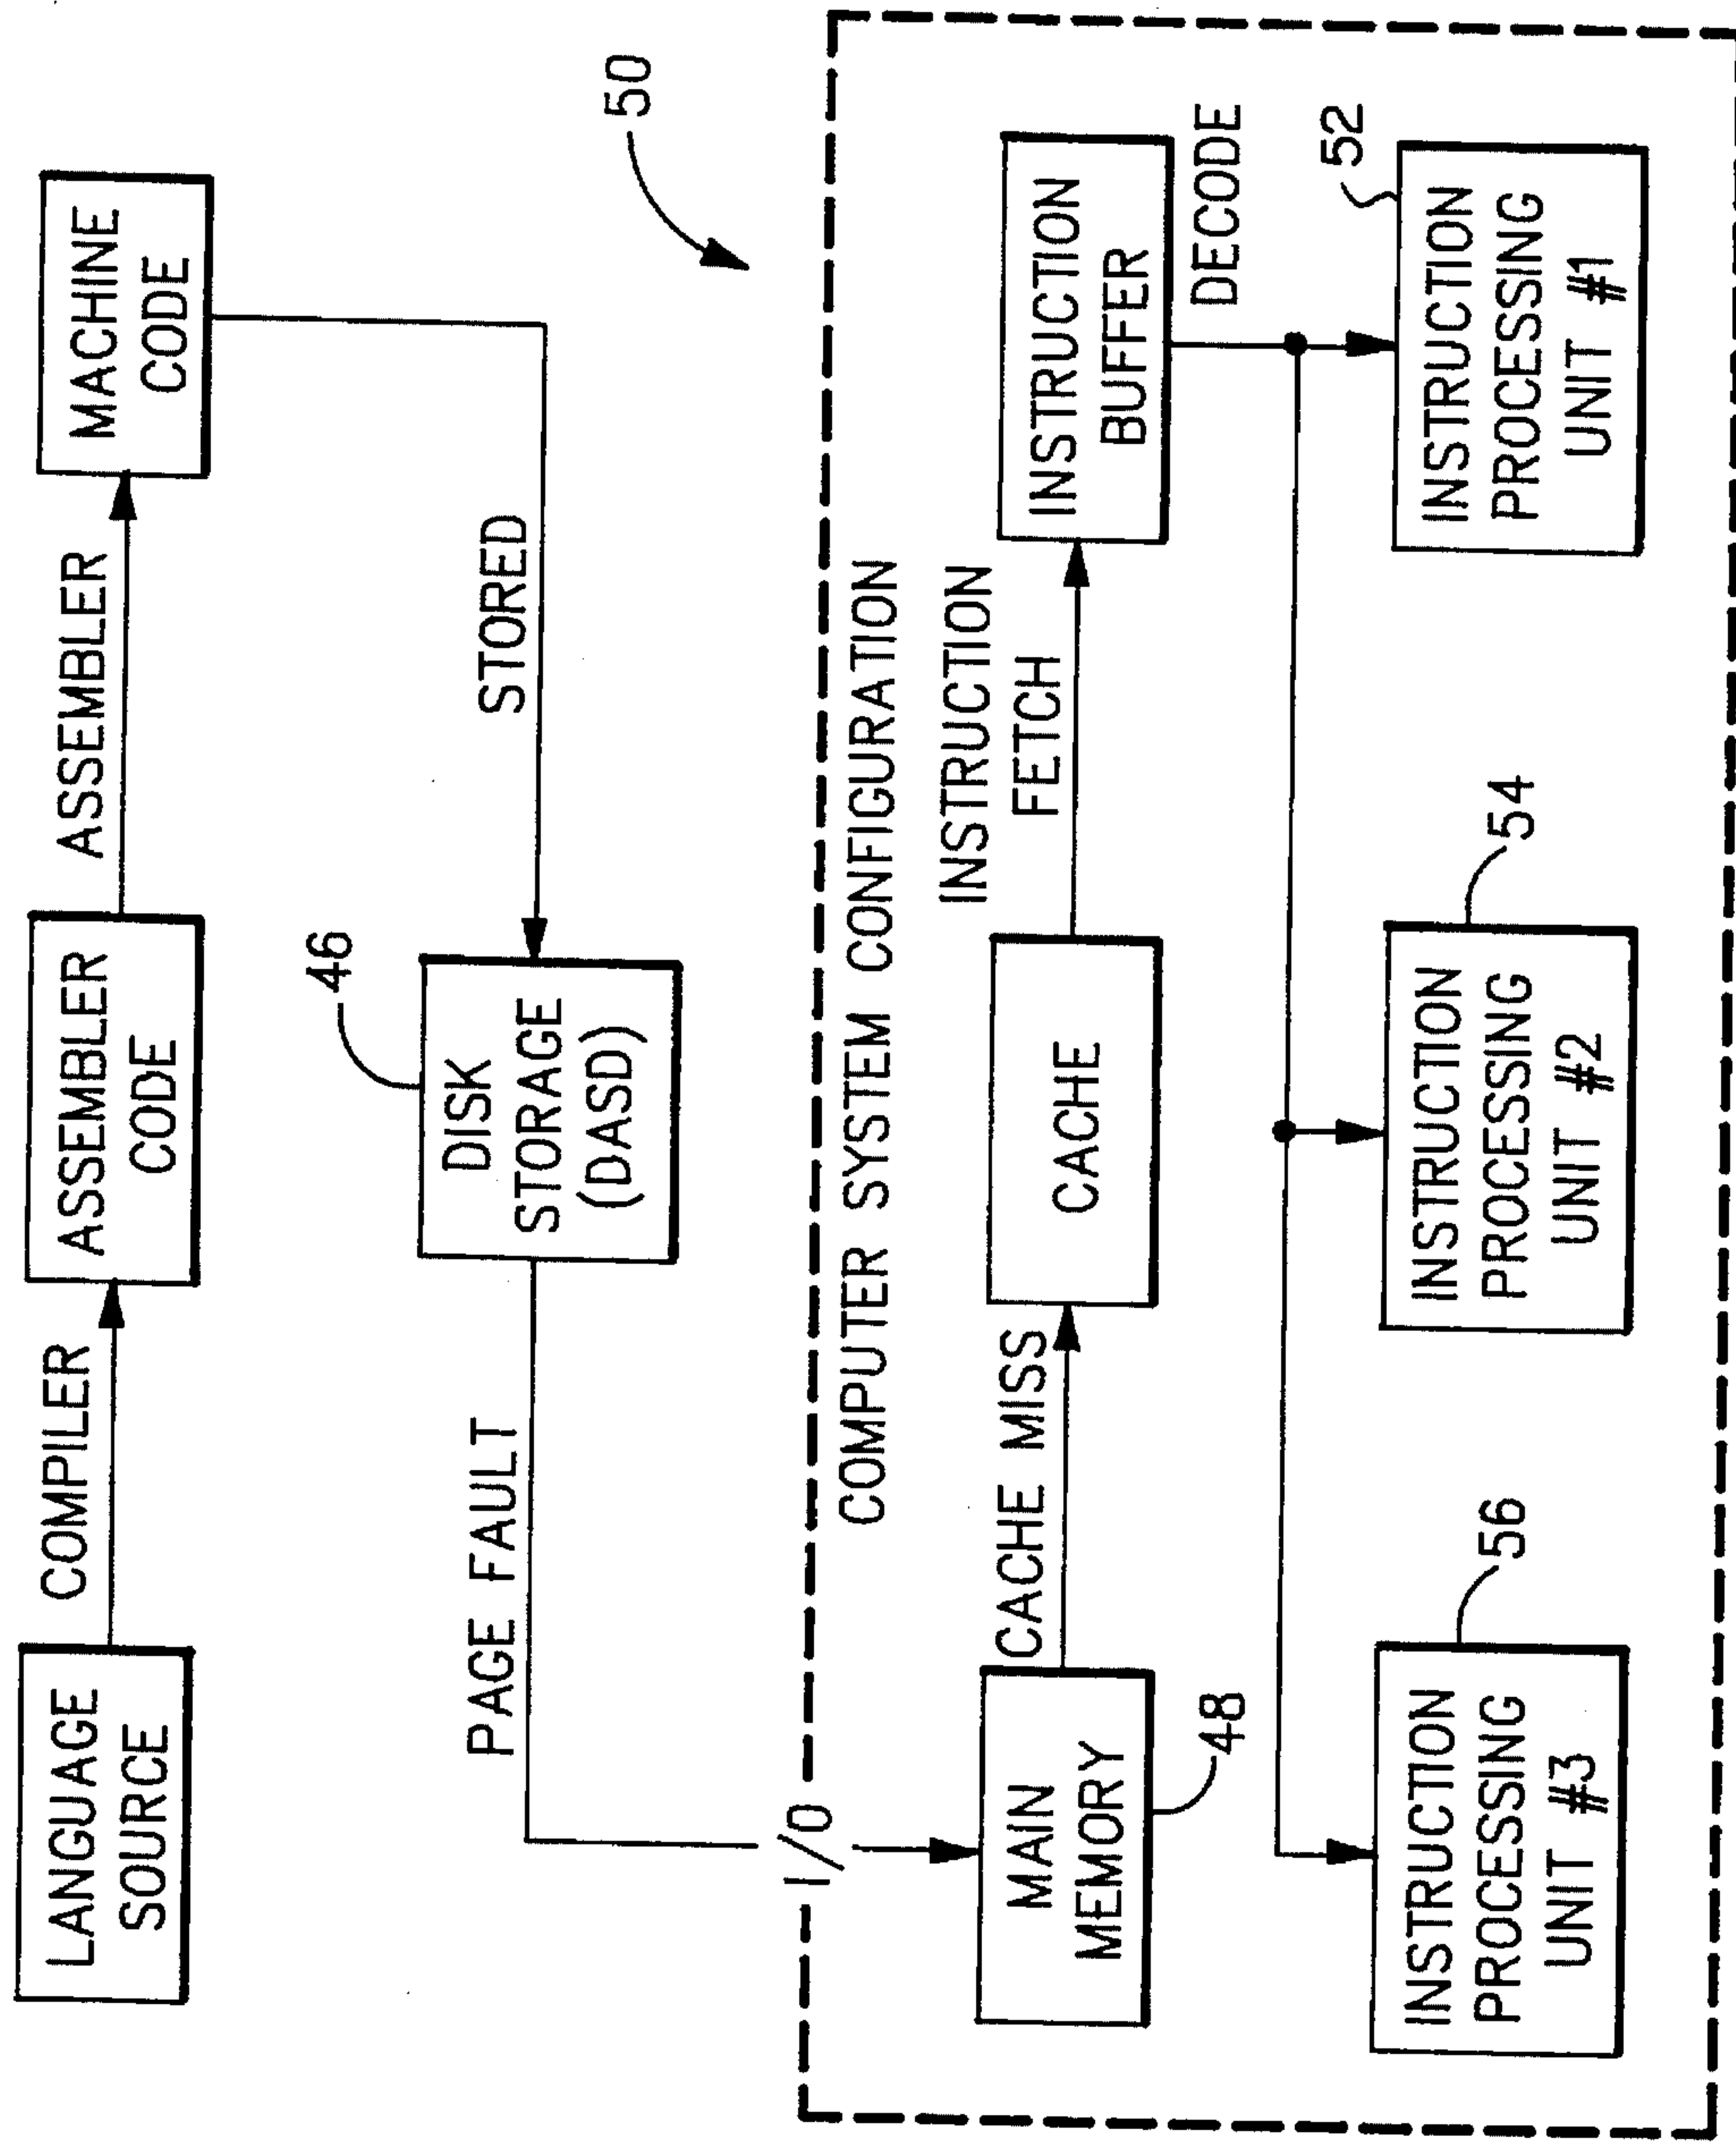 LANGUAGE
SOURCE
COMPILER
ASSEMBLER
CODE
ASSEMBLER
MACHINE
CODE
PAGE FAULT
46
DISK
STORAGE
(DASD)
STORED
50
I/O
COMPUTER SYSTEM CONFIGURATION
MAIN
MEMORY
48
CACHE MISS
CACHE
INSTRUCTION
FETCH
INSTRUCTION
BUFFER
DECODE
56
INSTRUCTION
PROCESSING
UNIT #3
54
INSTRUCTION
PROCESSING
UNIT #2
52
INSTRUCTION
PROCESSING
UNIT #1